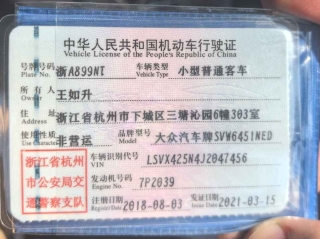 中华人民共和国机动车行驶证
Vehicle License of the People's Republic of China
号牌号码 浙A899NT 车辆类型 小型普通客车
Plate No. Vehicle Type
所有人 王如升
Owner
住址 浙江省杭州市下城区三塘沁园6幢303室
Address
使用性质 非营运 品牌型号 大众汽车牌SVW6451NED
Use Character Model
浙江省杭州市公安局交通警察支队
车辆识别代号 LSVX425N4JZ047456
VIN
发动机号码 7P2039
Engine No.
注册日期 2018-08-03 发证日期 2021-03-15
Register Date Issue Date